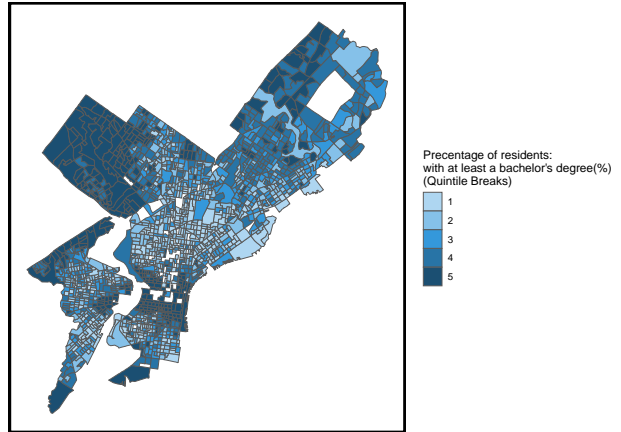 Precentage of residents:
with at least a bachelor's degree(%)
(Quintile Breaks)
1
2
3
4
5